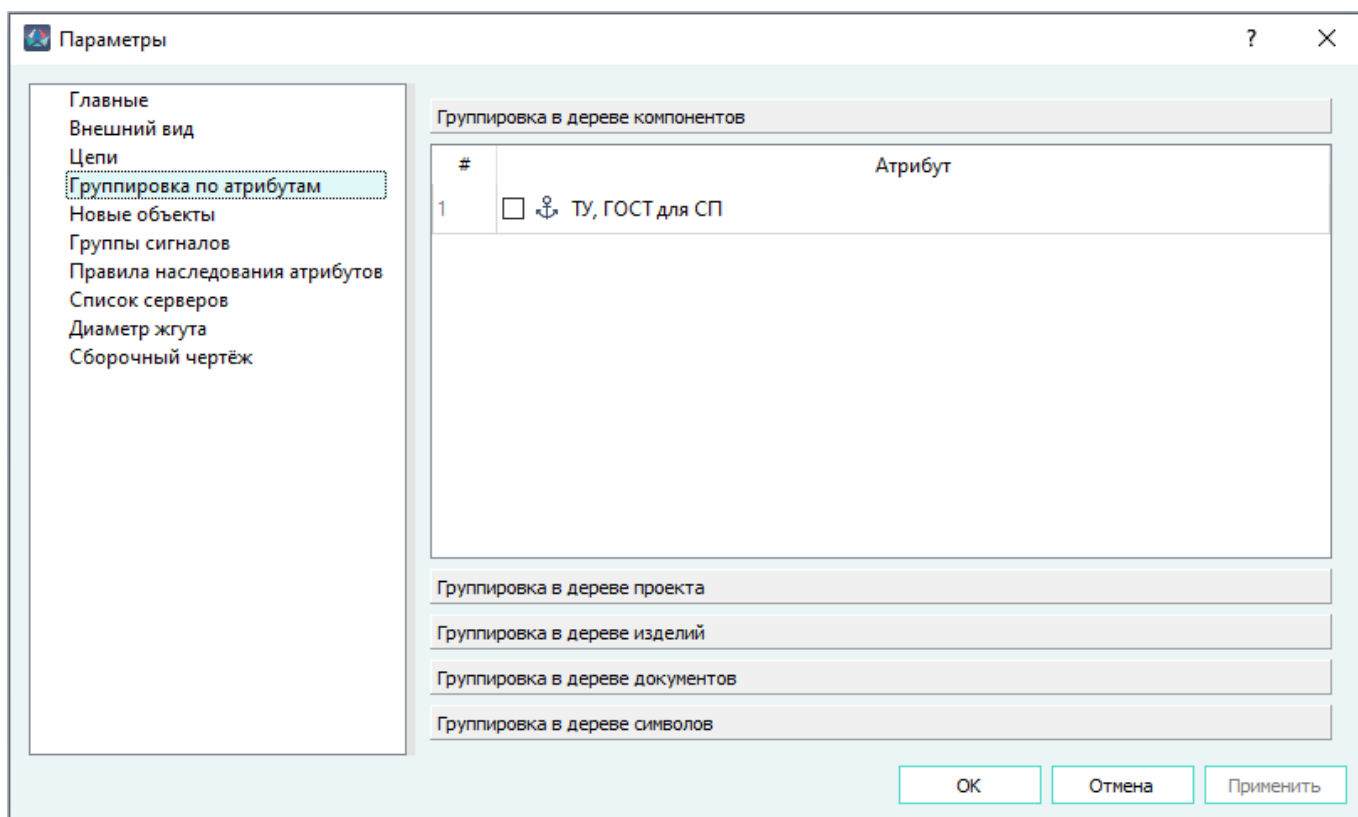 Параметры
?
Главные
Внешний вид
Цепи
Группировка по атрибутам
Новые объекты
Группы сигналов
Правила наследования атрибутов
Список серверов
Диаметр жгута
Сборочный чертёж
Группировка в дереве компонентов
# Атрибут
1 ТУ, ГОСТ для СП
Группировка в дереве проекта
Группировка в дереве изделий
Группировка в дереве документов
Группировка в дереве символов
OK Отмена Применить